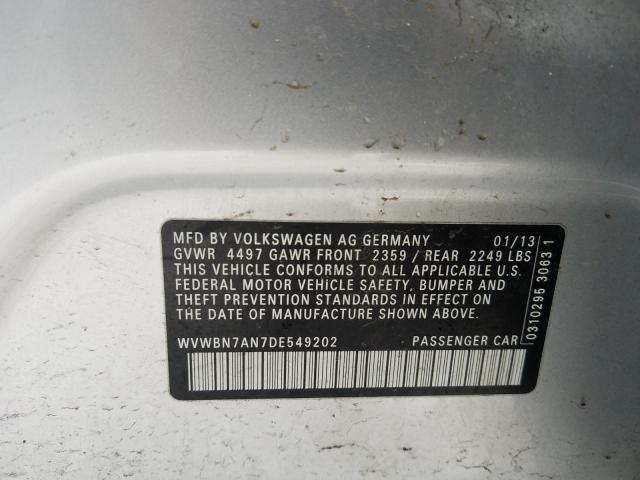 MFD BY VOLKSWAGEN AG GERMANY 01/13
GVWR 4497 GAWR FRONT 2359 / REAR 2249 LBS
THIS VEHICLE CONFORMS TO ALL APPLICABLE U.S.
FEDERAL MOTOR VEHICLE SAFETY, BUMPER AND
THEFT PREVENTION STANDARDS IN EFFECT ON
THE DATE OF MANUFACTURE SHOWN ABOVE.
WVWBN7AN7DE549202 PASSENGER CAR
0310295 3063 1